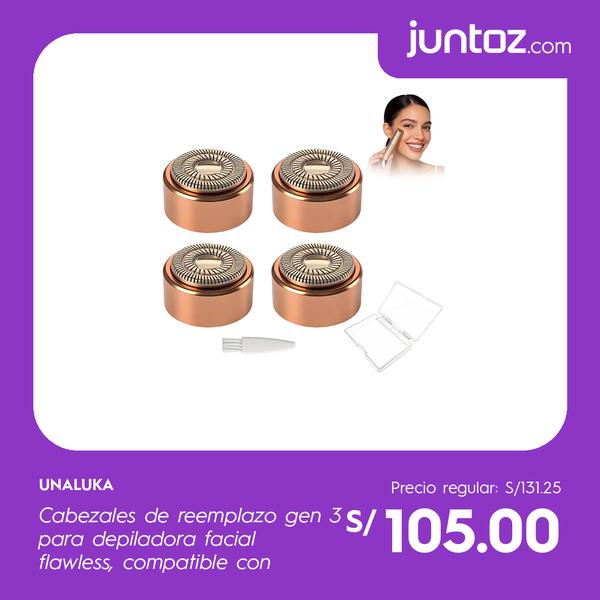 juntoz.com
UNALUKA
Cabezales de reemplazo gen 3
para depiladora facial
flawless, compatible con
Precio regular: S/131.25
S/ 105.00